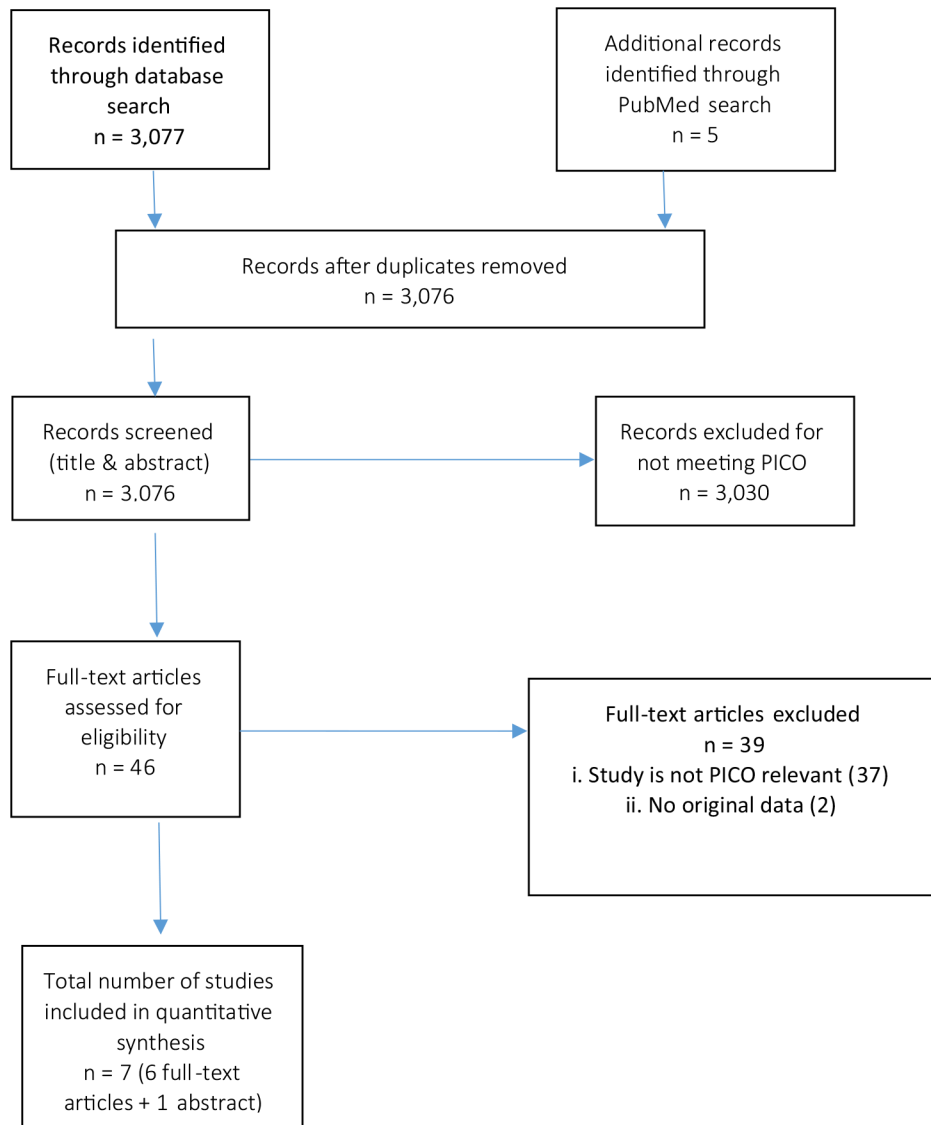 Records identified
through database
search
n = 3,077
Additional records
identified through
PubMed search
n = 5
Records after duplicates removed
n = 3,076
Records screened
(title & abstract)
n = 3.076
Records excluded for
not meeting PICO
n = 3,030
Full-text articles
assessed for
eligibility
n = 46
Full-text articles excluded
n = 39
i. Study is not PICO relevant (37)
ii. No original data (2)
Total number of studies
included in quantitative
synthesis
n = 7 (6 full-text
articles + 1 abstract)